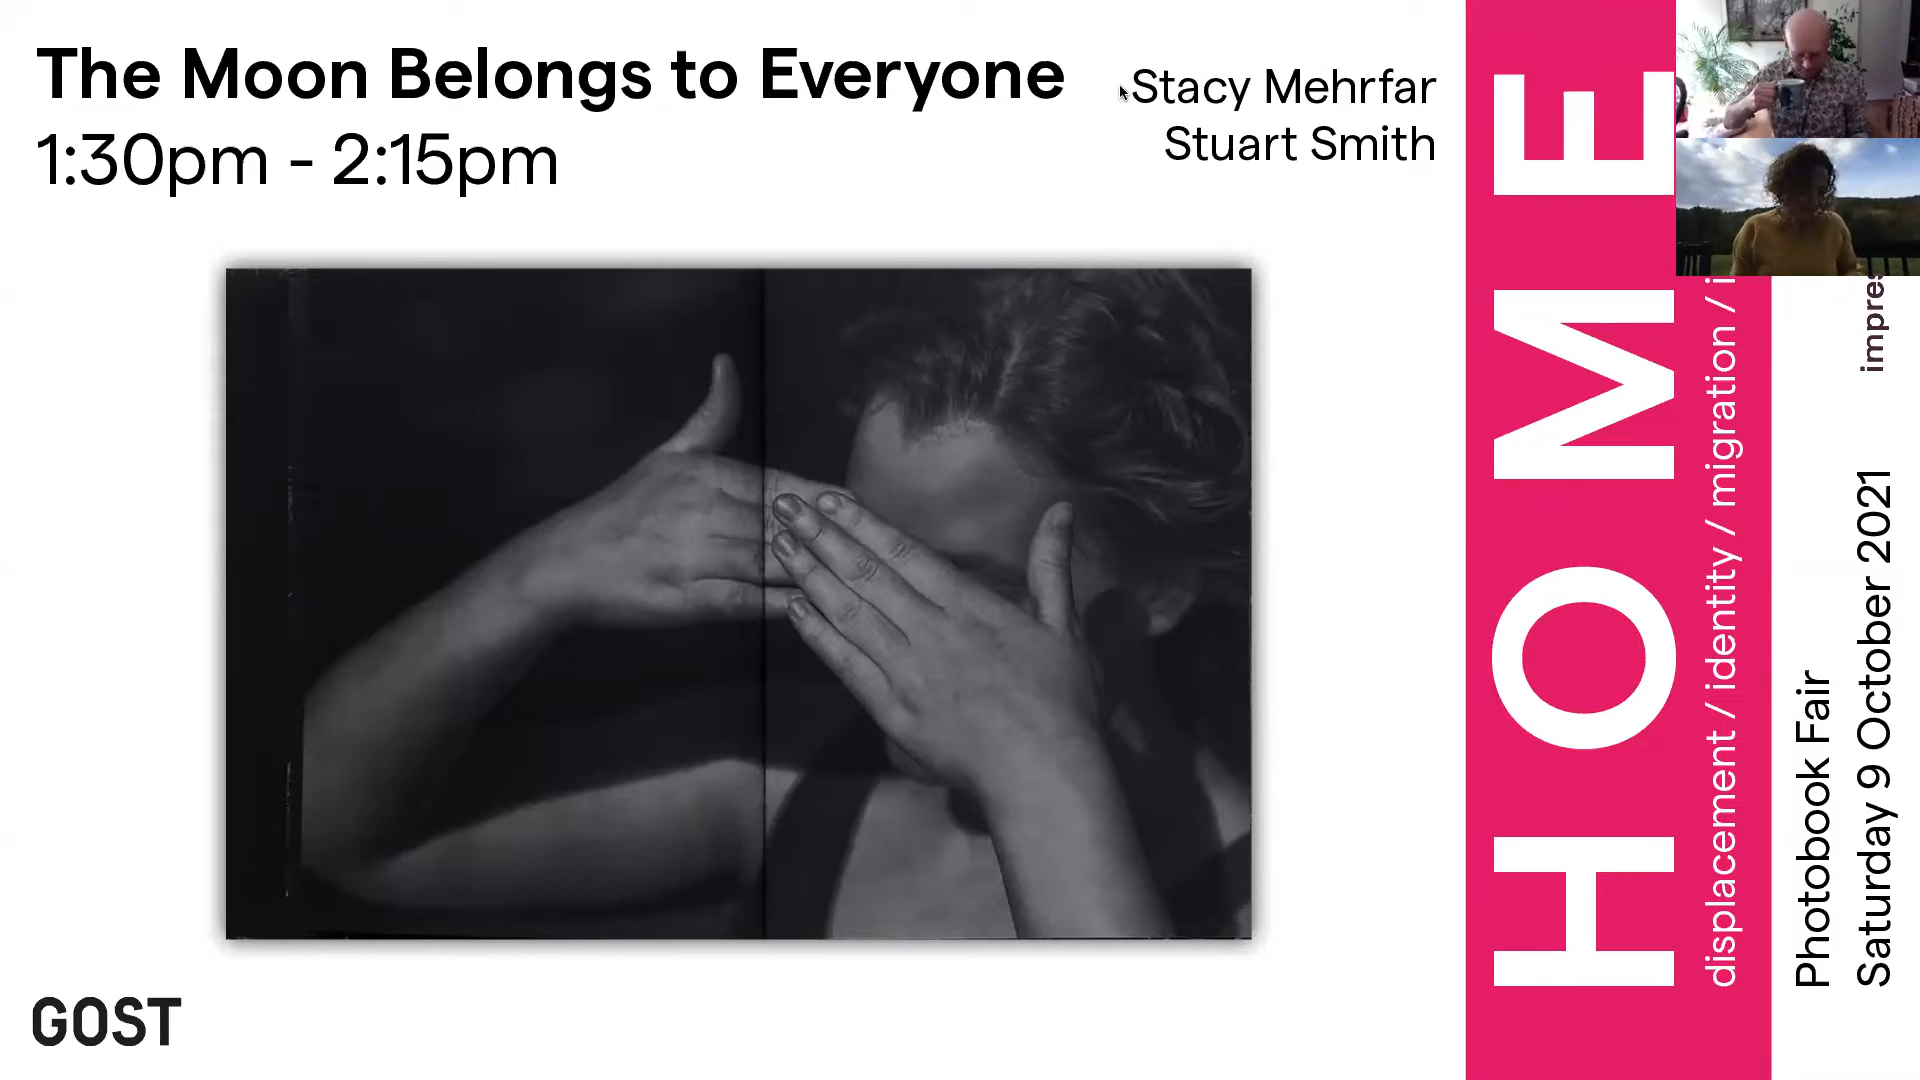 The Moon Belongs to Everyone
1:30pm - 2:15pm
Stacy Mehrfar
Stuart Smith
GOST
HOME
displacement / identity / migration /
Photobook Fair
Saturday 9 October 2021